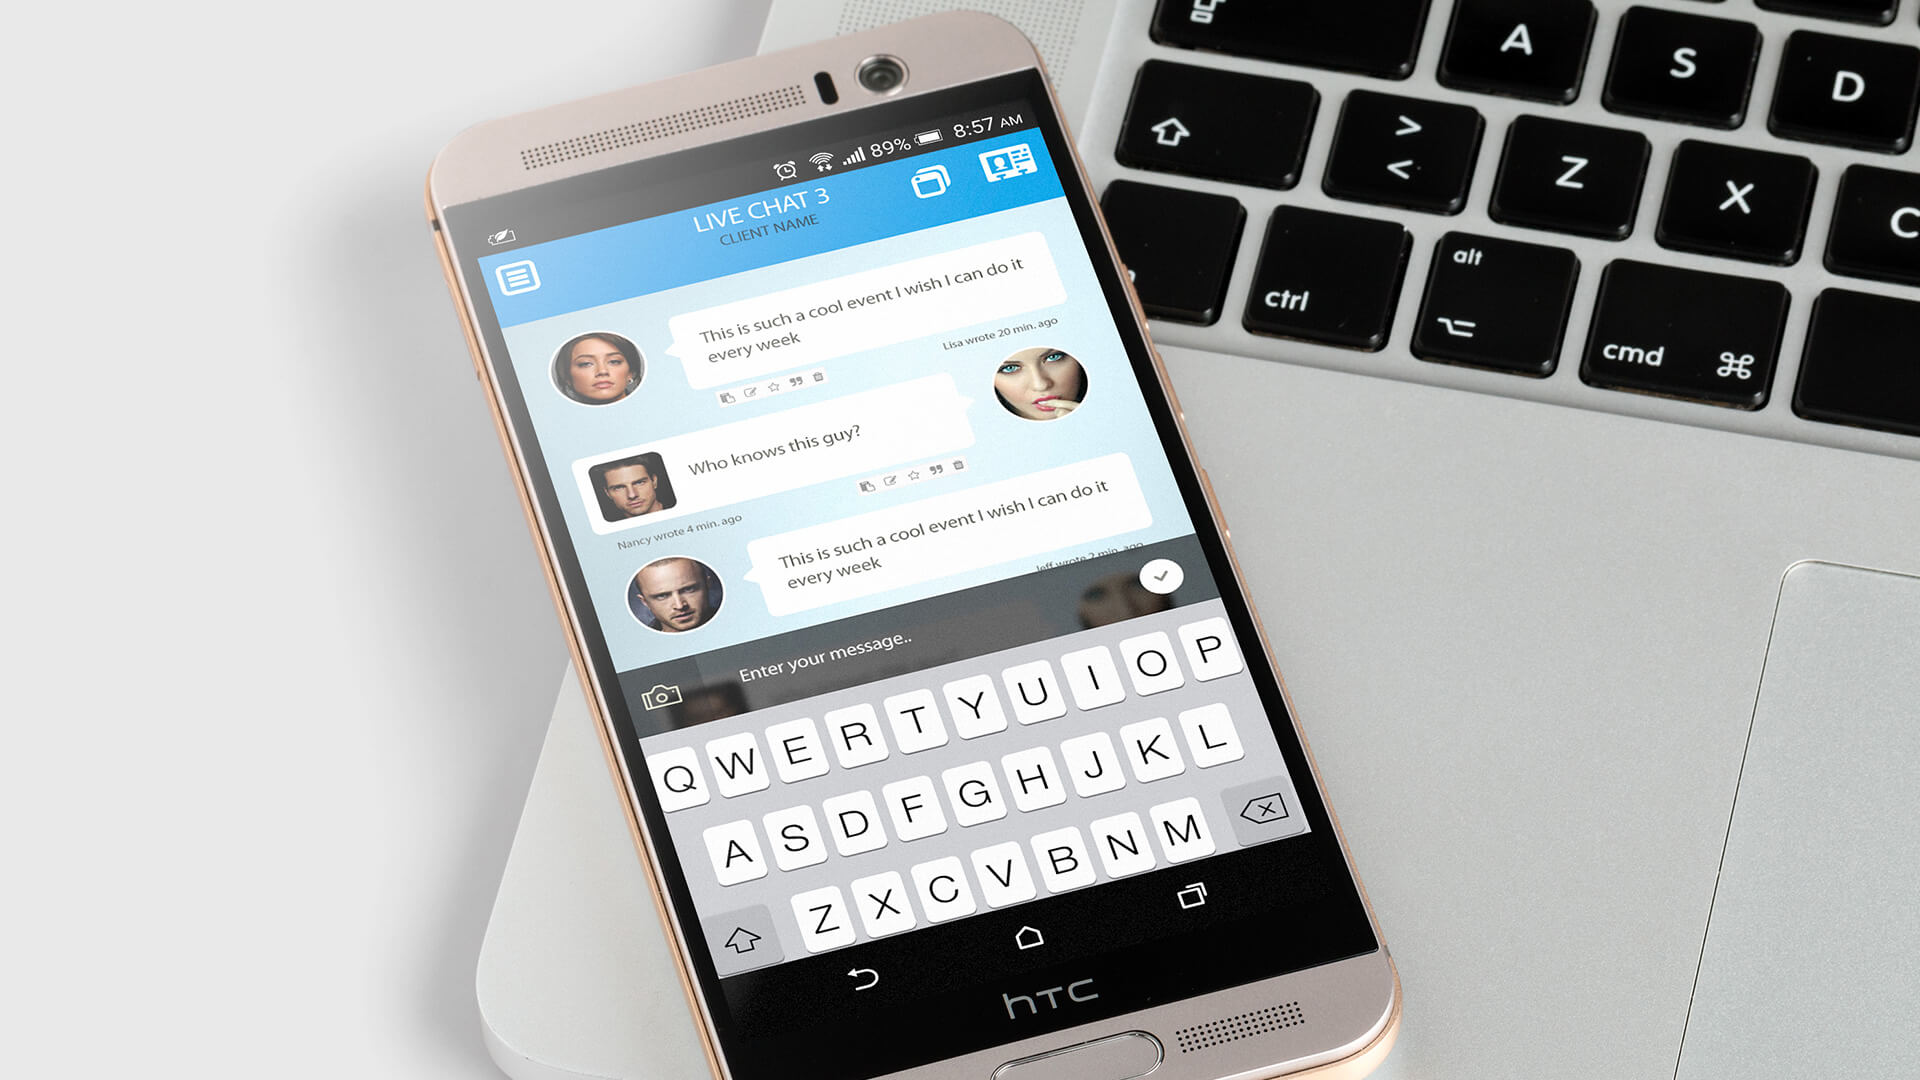 89% 8:57 AM
LIVE CHAT 3
CLIENT NAME
This is such a cool event I wish I can do it
every week
Lisa wrote 20 min. ago
Who knows this guy?
Nancy wrote 4 min. ago
This is such a cool event I wish I can do it
every week
Jeff wrote 2 min. ago
Enter your message..
Q W E R T Y U I O P
A S D F G H J K L
Z X C V B N M
hTC
A S D
> < Z X C
ctrl alt cmd